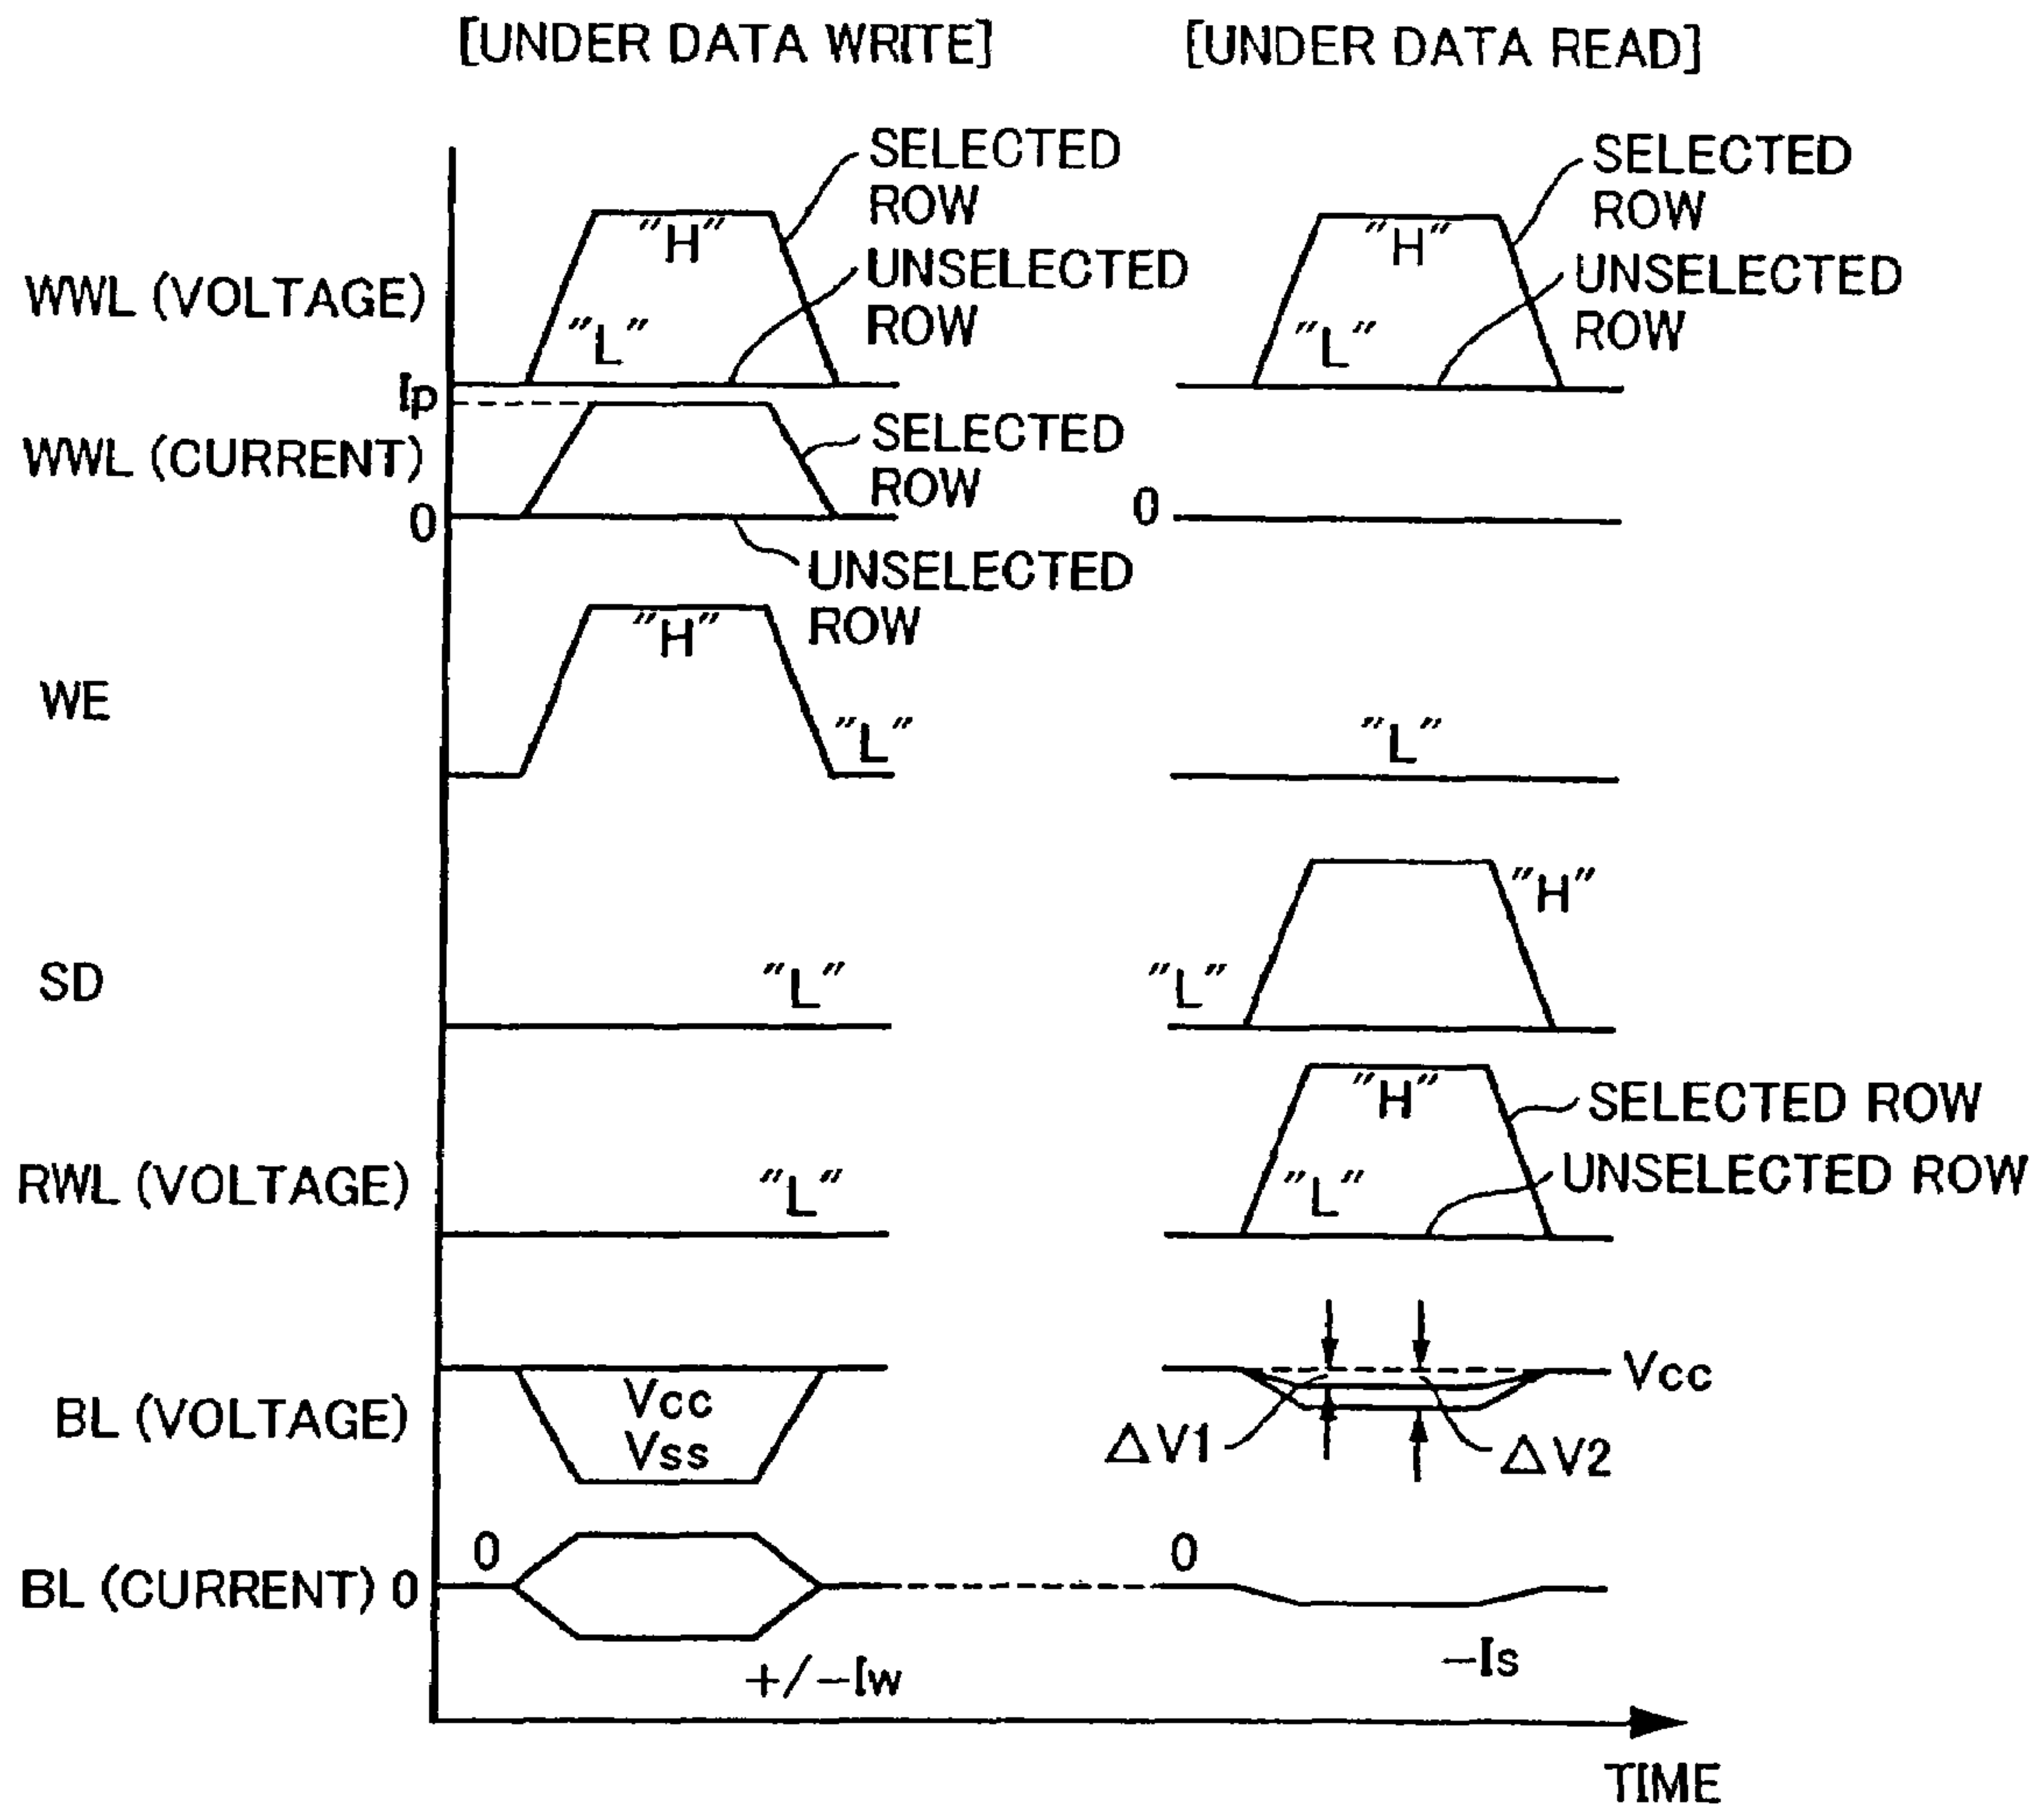 [UNDER DATA WRITE]
[UNDER DATA READ]
WWL (VOLTAGE)
"H"
"L"
SELECTED
ROW
UNSELECTED
ROW
"H"
"L"
SELECTED
ROW
UNSELECTED
ROW
WWL (CURRENT)
Ip
0
SELECTED
ROW
UNSELECTED
ROW
0
WE
"H"
"L"
"L"
SD
"L"
"L"
"H"
RWL (VOLTAGE)
"L"
"H"
"L"
SELECTED ROW
UNSELECTED ROW
BL (VOLTAGE)
Vcc
Vss
Vcc
△V1
△V2
BL (CURRENT) 0
0
+/-Iw
0
-Is
TIME